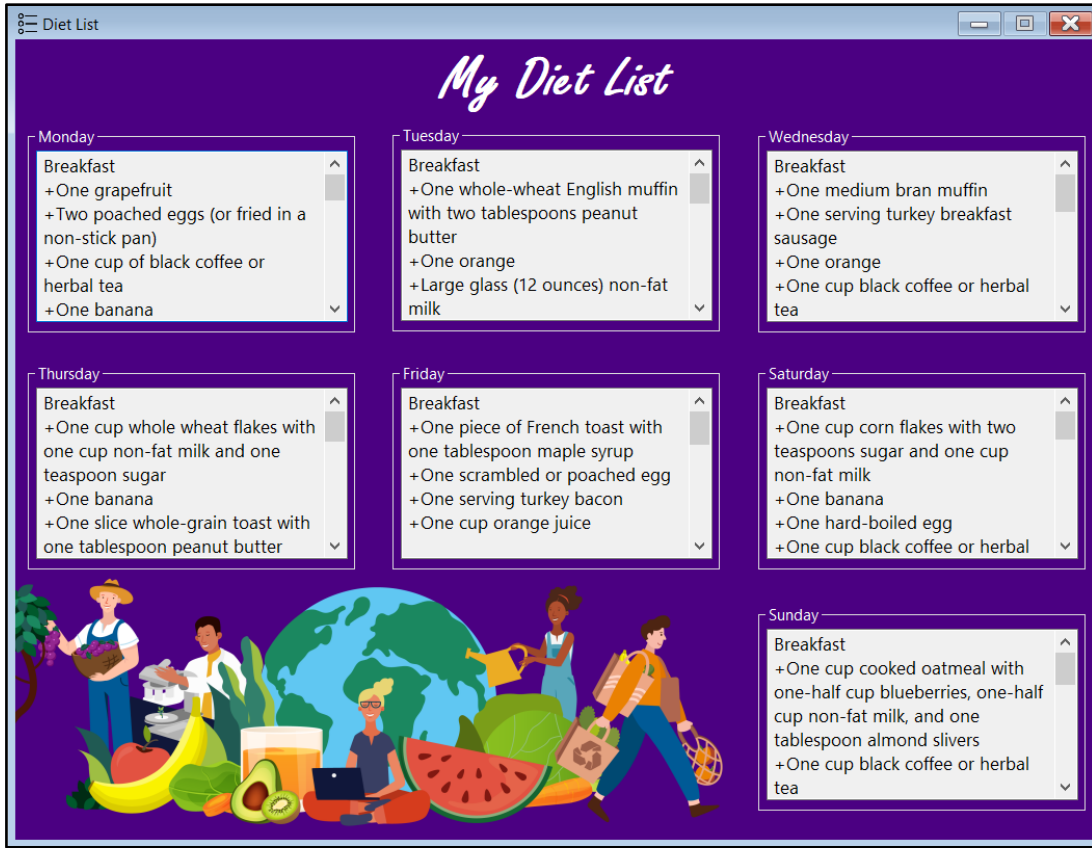 Diet List
My Diet List
Monday
Breakfast
+One grapefruit
+Two poached eggs (or fried in a
non-stick pan)
+One cup of black coffee or
herbal tea
+One banana
Tuesday
Breakfast
+One whole-wheat English muffin
with two tablespoons peanut
butter
+One orange
+Large glass (12 ounces) non-fat
milk
Wednesday
Breakfast
+One medium bran muffin
+One serving turkey breakfast
sausage
+One orange
+One cup black coffee or herbal
tea
Thursday
Breakfast
+One cup whole wheat flakes with
one cup non-fat milk and one
teaspoon sugar
+One banana
+One slice whole-grain toast with
one tablespoon peanut butter
Friday
Breakfast
+One piece of French toast with
one tablespoon maple syrup
+One scrambled or poached egg
+One serving turkey bacon
+One cup orange juice
Saturday
Breakfast
+One cup corn flakes with two
teaspoons sugar and one cup
non-fat milk
+One banana
+One hard-boiled egg
+One cup black coffee or herbal
Sunday
Breakfast
+One cup cooked oatmeal with
one-half cup blueberries, one-half
cup non-fat milk, and one
tablespoon almond slivers
+One cup black coffee or herbal
tea